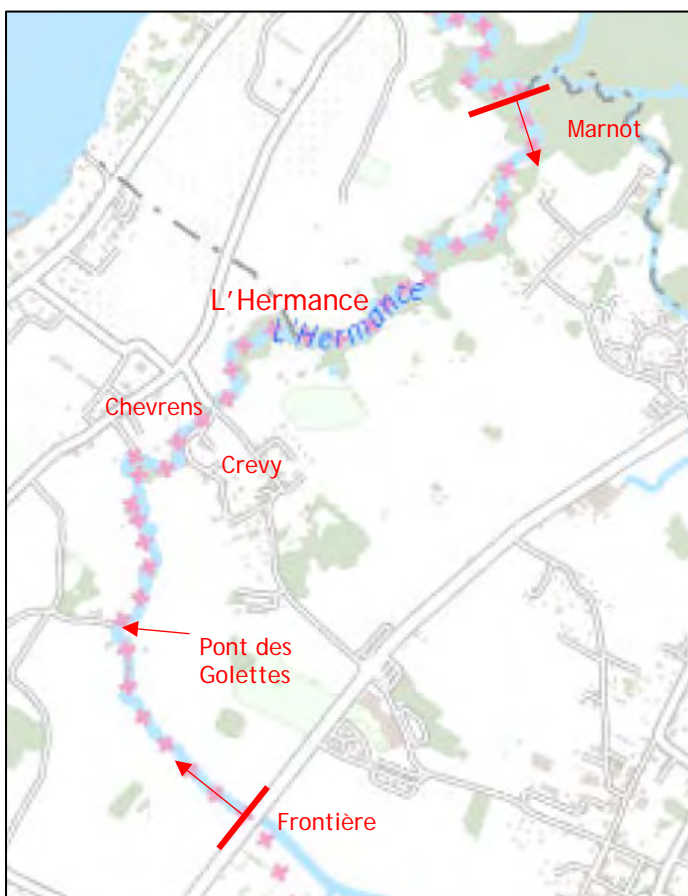 Marnot
L'Hermance
L'Hermance
Chevrens
Crevy
Pont des
Golettes
Frontière